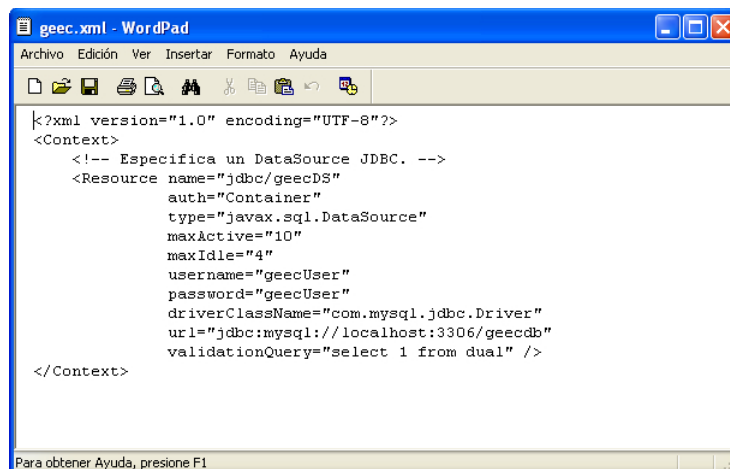 geec.xml - WordPad
Archivo Edición Ver Insertar Formato Ayuda
<?xml version="1.0" encoding="UTF-8"?>
<Context>
    <!-- Especifica un DataSource JDBC. -->
    <Resource name="jdbc/geecDS"
              auth="Container"
              type="javax.sql.DataSource"
              maxActive="10"
              maxIdle="4"
              username="geecUser"
              password="geecUser"
              driverClassName="com.mysql.jdbc.Driver"
              url="jdbc:mysql://localhost:3306/geecdb"
              validationQuery="select 1 from dual" />
</Context>
Para obtener Ayuda, presione F1